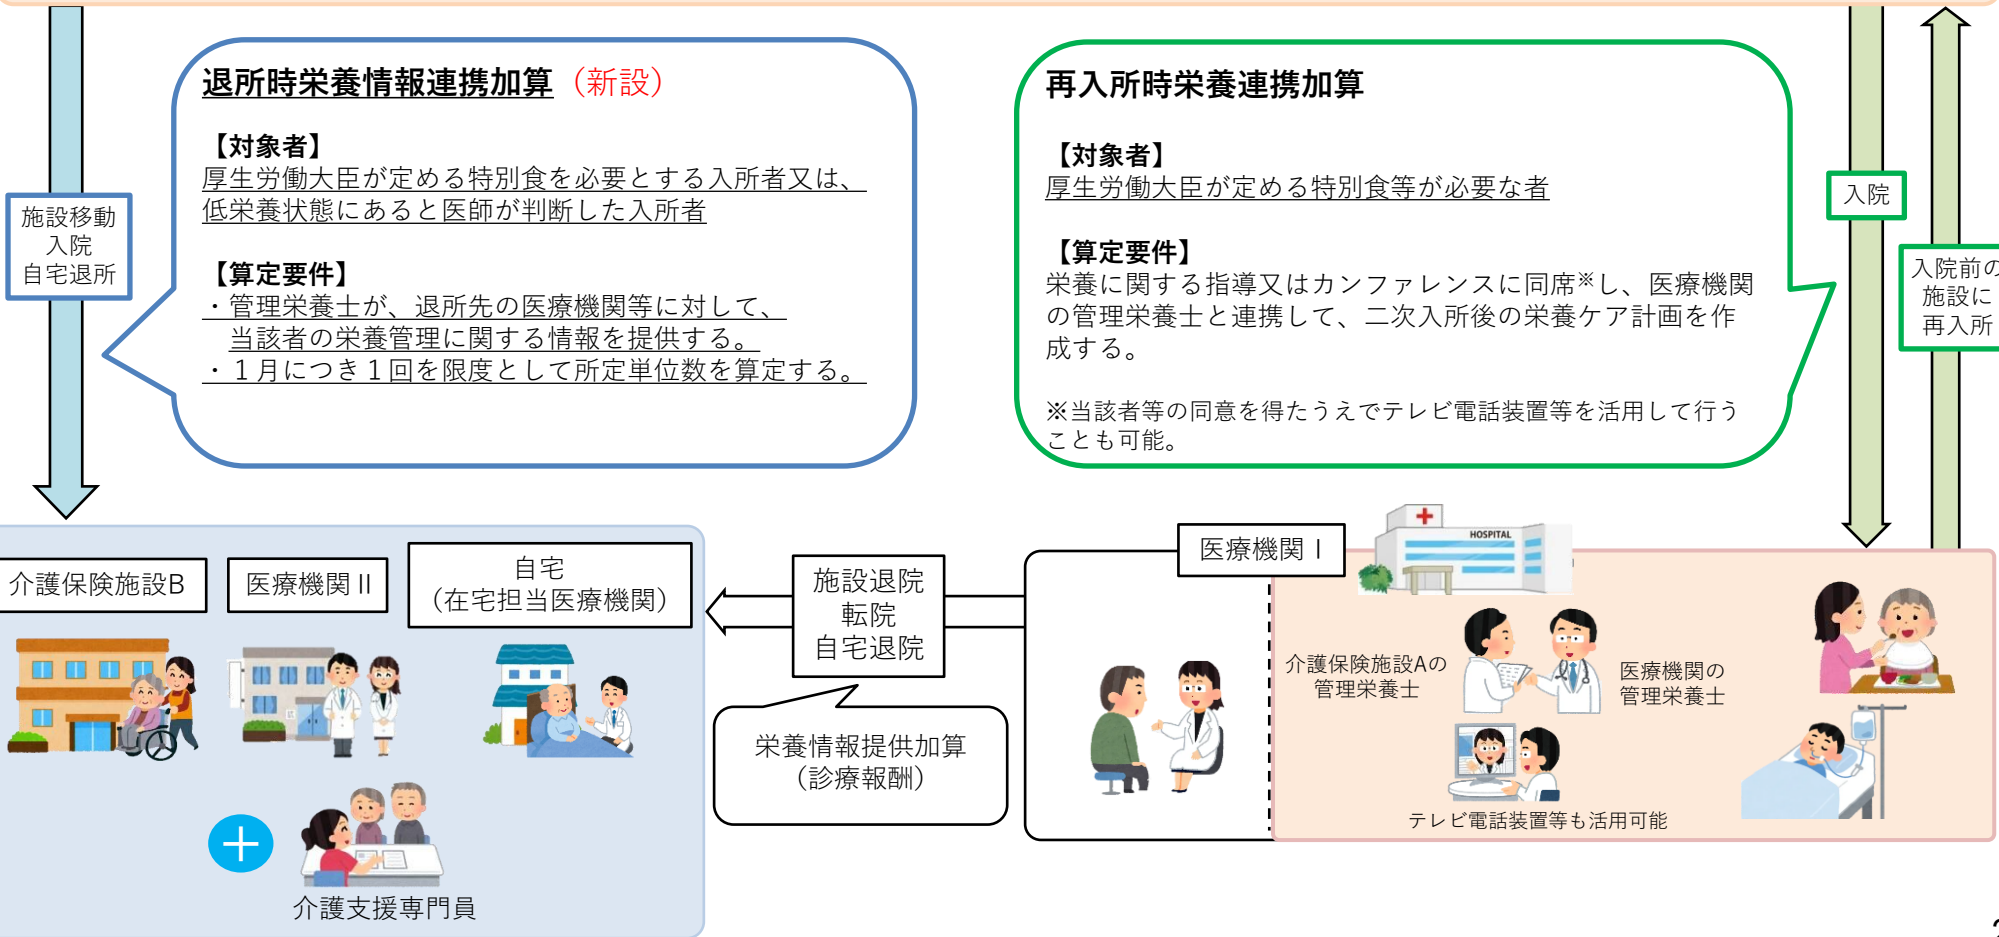 退所時栄養情報連携加算（新設）
【対象者】
厚生労働大臣が定める特別食を必要とする入所者又は、
低栄養状態にあると医師が判断した入所者
【算定要件】
・管理栄養士が、退所先の医療機関等に対して、
当該者の栄養管理に関する情報を提供する。
・１月につき１回を限度として所定単位数を算定する。
施設移動
入院
自宅退所
再入所時栄養連携加算
【対象者】
厚生労働大臣が定める特別食等が必要な者
【算定要件】
栄養に関する指導又はカンファレンスに同席※し、医療機関
の管理栄養士と連携して、二次入所後の栄養ケア計画を作
成する。
※当該者等の同意を得たうえでテレビ電話装置等を活用して行う
ことも可能。
入院
入院前の
施設に
再入所
介護保険施設B
医療機関Ⅱ
自宅
（在宅担当医療機関）
介護支援専門員
施設退院
転院
自宅退院
栄養情報提供加算
（診療報酬）
医療機関Ⅰ
HOSPITAL
介護保険施設Aの
管理栄養士
医療機関の
管理栄養士
テレビ電話装置等も活用可能